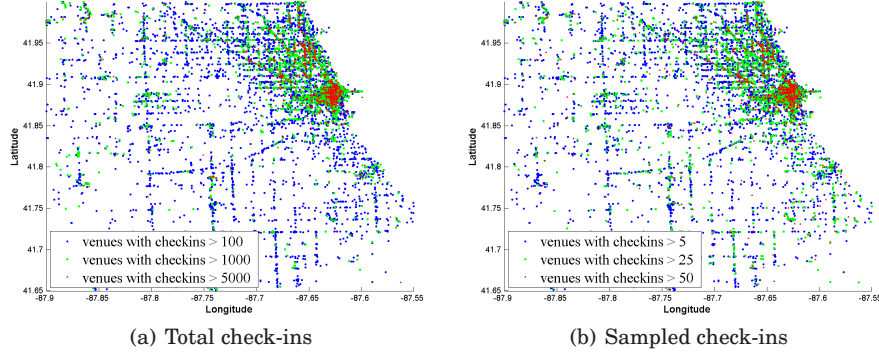 41.95
41.9
41.85
41.8
41.75
41.7
41.65
Latitude
venues with checkins > 100
venues with checkins > 1000
venues with checkins > 5000
-87.9
-87.85
-87.8
-87.75
-87.7
-87.65
-87.6
-87.55
Longitude
(a) Total check-ins
41.95
41.9
41.85
41.8
41.75
41.7
41.65
Latitude
venues with checkins > 5
venues with checkins > 25
venues with checkins > 50
-87.9
-87.85
-87.8
-87.75
-87.7
-87.65
-87.6
-87.55
Longitude
(b) Sampled check-ins